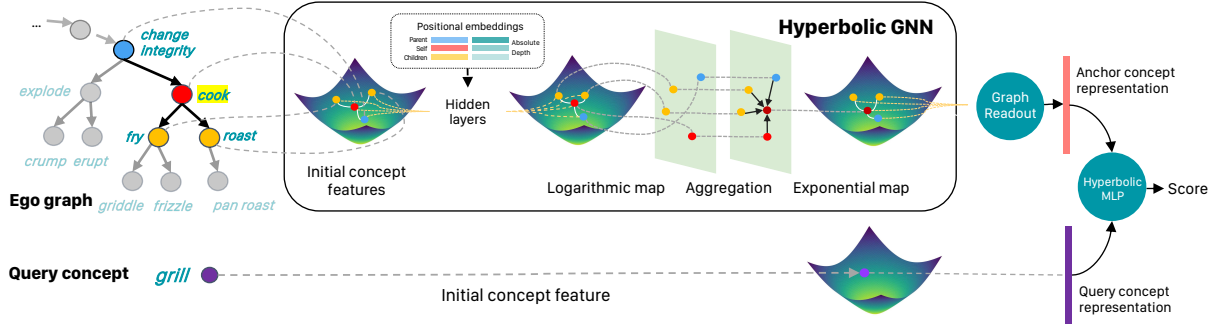 ...
change
integrity
explode
cook
fry
roast
crump erupt
Ego graph
griddle frizzle pan roast
Hyperbolic GNN
Positional embeddings
Parent
Self
Children
Absolute
Depth
Hidden
layers
Initial concept
features
Logarithmic map
Aggregation
Exponential map
Graph
Readout
Anchor concept
representation
Hyperbolic
MLP
Score
Query concept
grill
Initial concept feature
Query concept
representation